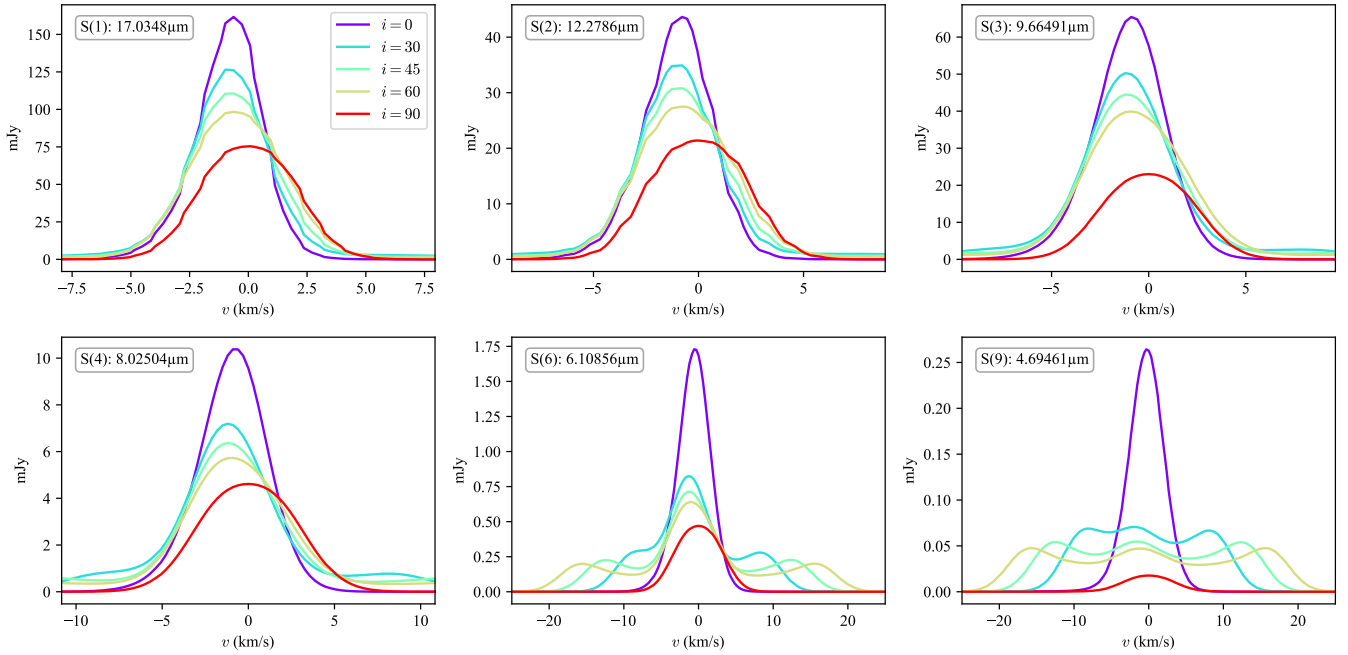 S(1): 17.0348µm
i = 0
i = 30
i = 45
i = 60
i = 90
mJy
150
125
100
75
50
25
0
−7.5 −5.0 −2.5 0.0 2.5 5.0 7.5
v (km/s)
S(2): 12.2786µm
mJy
40
30
20
10
0
−5 0 5
v (km/s)
S(3): 9.66491µm
mJy
60
50
40
30
20
10
0
−5 0 5
v (km/s)
S(4): 8.02504µm
mJy
10
8
6
4
2
0
−10 −5 0 5 10
v (km/s)
S(6): 6.10856µm
mJy
1.75
1.50
1.25
1.00
0.75
0.50
0.25
0.00
−20 −10 0 10 20
v (km/s)
S(9): 4.69461µm
mJy
0.25
0.20
0.15
0.10
0.05
0.00
−20 −10 0 10 20
v (km/s)